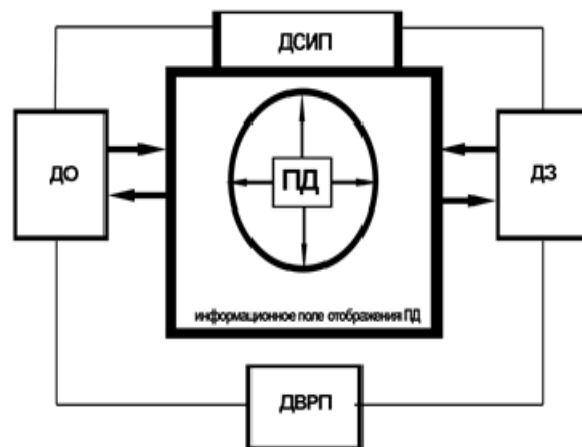 ДСИП
ДО
ПД
ДЗ
информационное поле отображения ПД
ДВРП